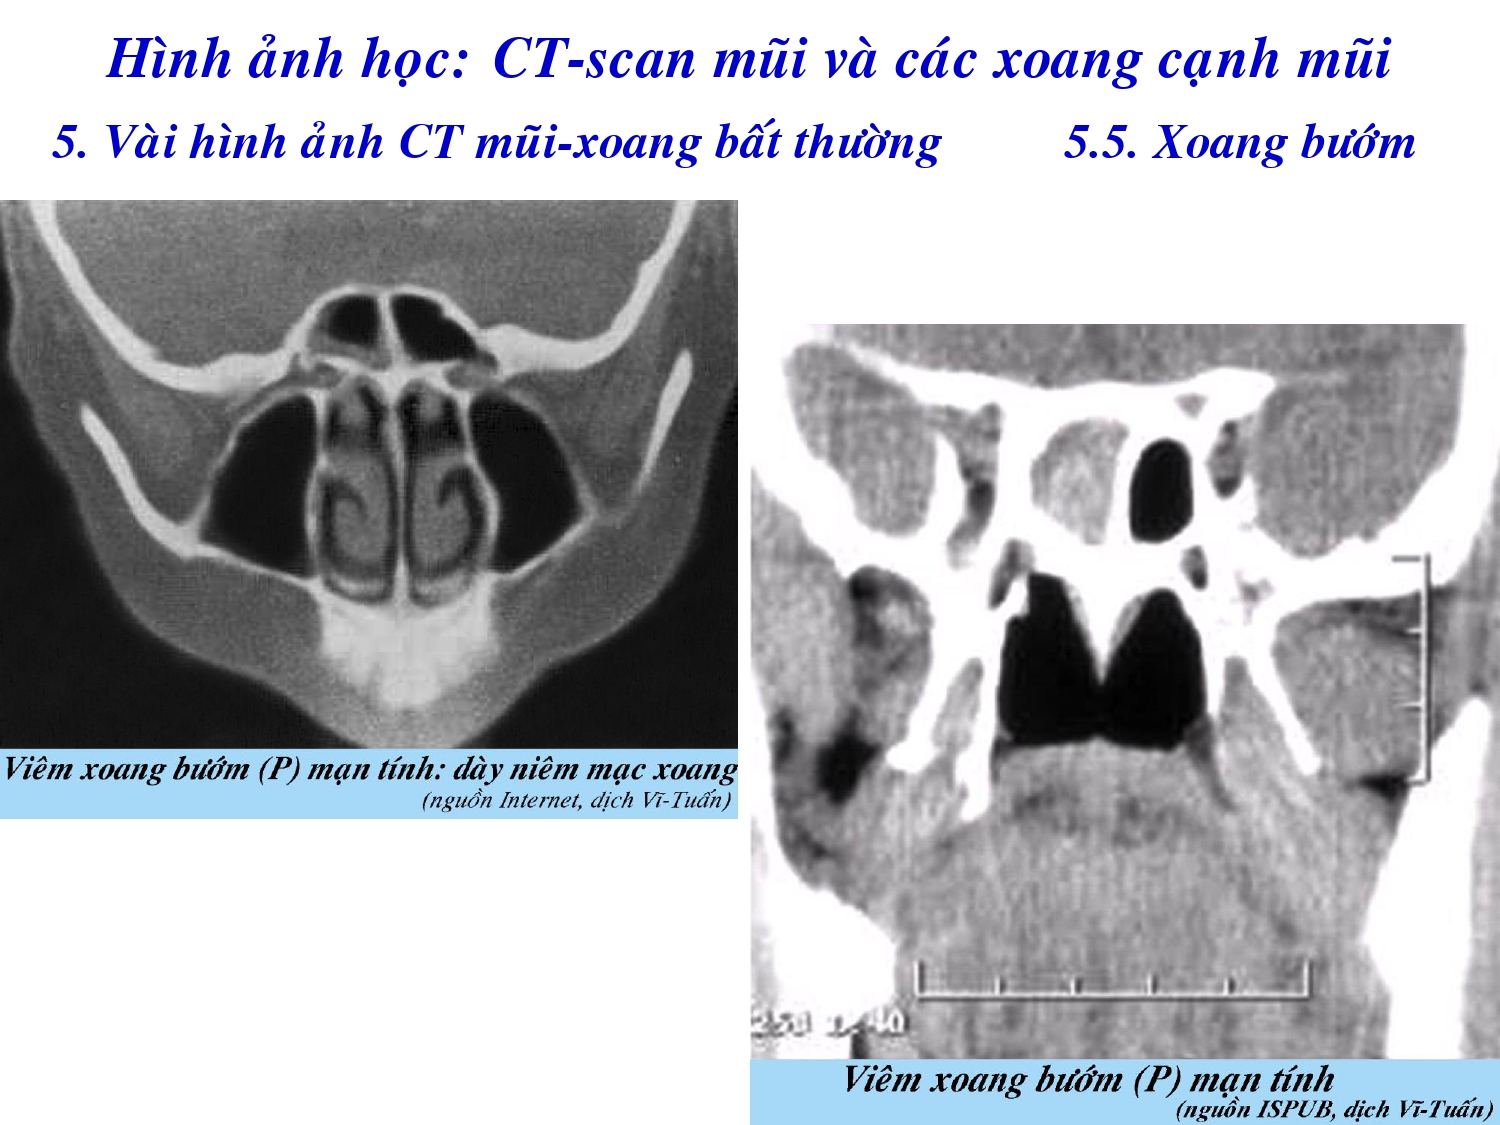 Hình ảnh học: CT-scan mũi và các xoang cạnh mũi
5. Vài hình ảnh CT mũi-xoang bất thường 5.5. Xoang bướm
Viêm xoang bướm (P) mạn tính: dày niêm mạc xoang
(nguồn Internet, dịch Vĩ-Tuấn)
Viêm xoang bướm (P) mạn tính
(nguồn ISPUB, dịch Vĩ-Tuấn)